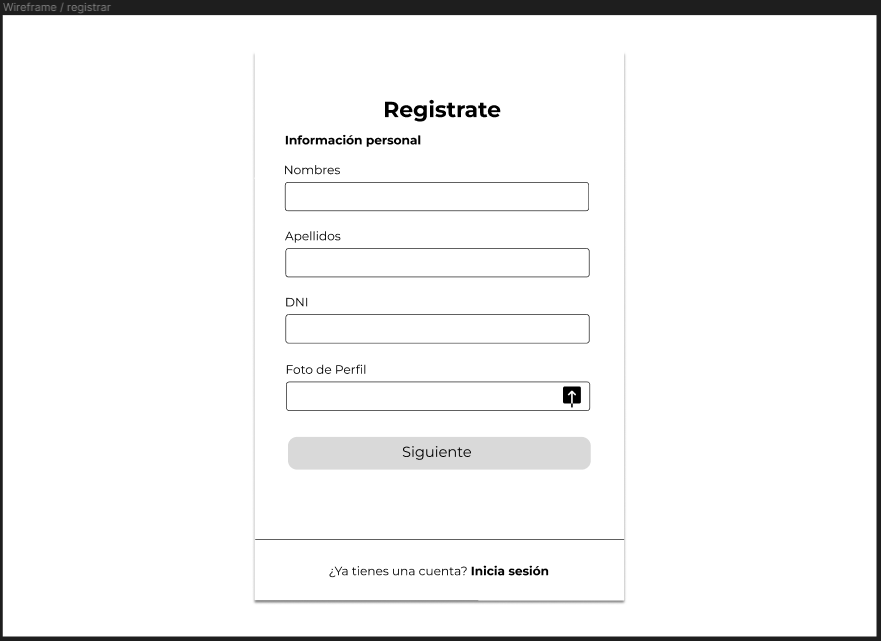 Wireframe / registrar
Registrate
Información personal
Nombres
Apellidos
DNI
Foto de Perfil
Siguiente
¿Ya tienes una cuenta? Inicia sesión